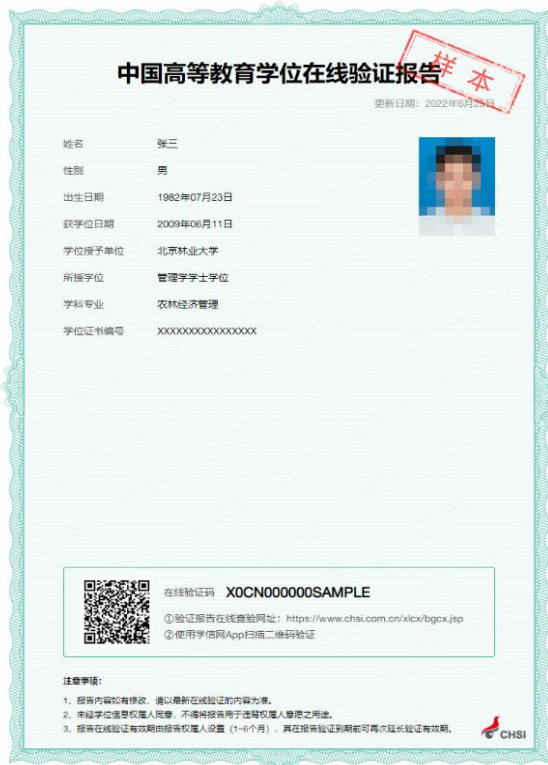 样本
中国高等教育学位在线验证报告
更新日期：2022年6月25日
姓名 张三
性别 男
出生日期 1982年07月23日
获学位日期 2009年06月11日
学位授予单位 北京林业大学
所授学位 管理学学士学位
学科专业 农林经济管理
学位证书编号 XXXXXXXXXXXXXXXX
在线验证码 X0CN000000SAMPLE
①验证报告在线查验网址：https://www.chsi.com.cn/xlcx/bgcx.jsp
②使用学信网App扫描二维码验证
注意事项：
1、报告内容如有修改，请以最新在线验证的内容为准。
2、未经学位信息权属人同意，不得将报告用于违背权属人意愿之用途。
3、报告在线验证有效期由报告权属人设置（1~6个月），其在报告验证到期前可再次延长验证有效期。
CHSI